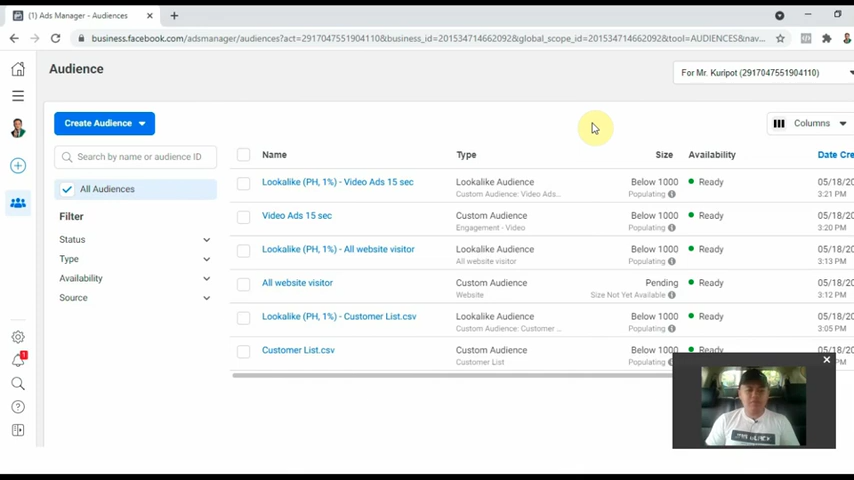 (1) Ads Manager - Audiences
business.facebook.com/adsmanager/audiences?act=2917047551904110&business_id=201534714662092&global_scope_id=201534714662092&tool=AUDIENCES&nav...
Audience
For Mr. Kuripot (2917047551904110)
Create Audience
Columns
Search by name or audience ID
Name Type Size Availability Date Cre
All Audiences
Filter
Status
Type
Availability
Source
Lookalike (PH, 1%) - Video Ads 15 sec Lookalike Audience Below 1000 Ready 05/18/20
Custom Audience: Video Ads... Populating 3:21 PM
Video Ads 15 sec Custom Audience Below 1000 Ready 05/18/20
Engagement - Video Populating 3:20 PM
Lookalike (PH, 1%) - All website visitor Lookalike Audience Below 1000 Ready 05/18/20
All website visitor Populating 3:13 PM
All website visitor Custom Audience Pending Ready 05/18/20
Website Size Not Yet Available 3:12 PM
Lookalike (PH, 1%) - Customer List.csv Lookalike Audience Below 1000 Ready 05/18/20
Custom Audience: Customer ... Populating 3:05 PM
Customer List.csv Custom Audience Below 1000 Ready 05/18/20
Customer List Populating
1